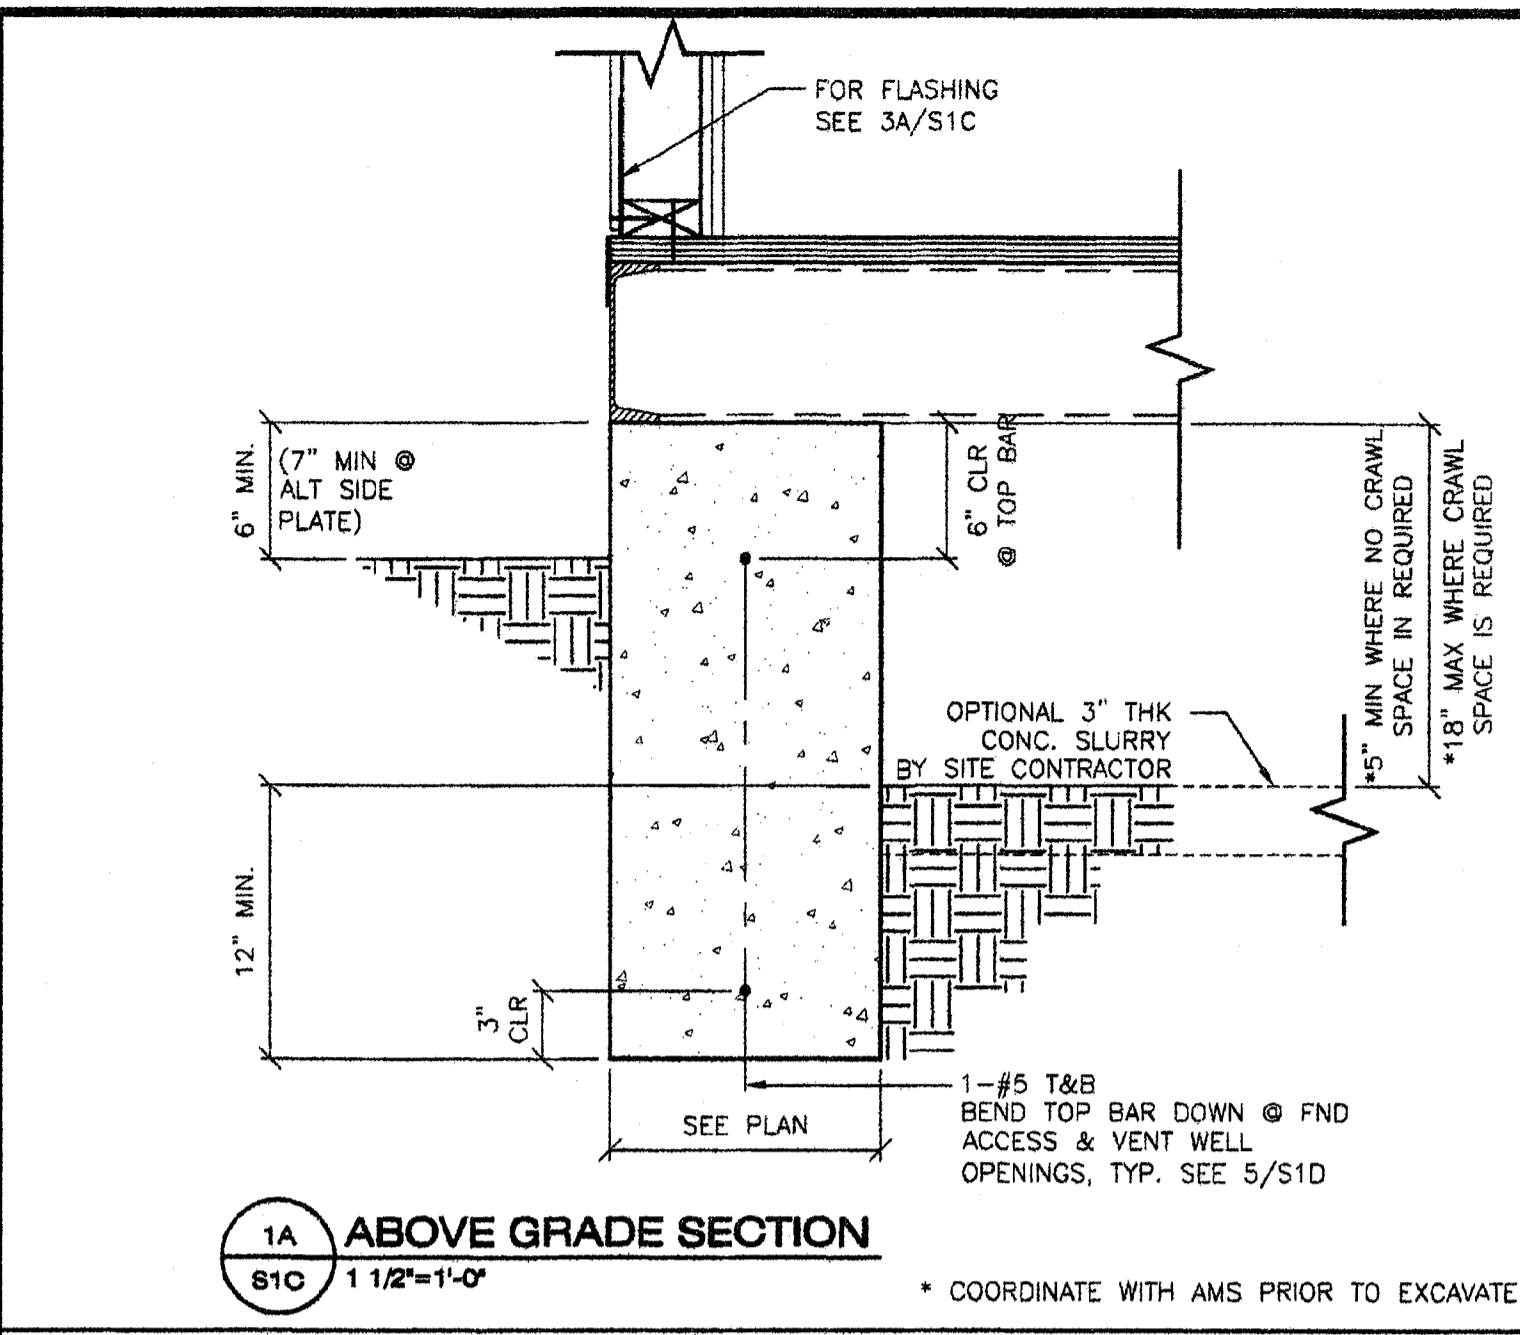 FOR FLASHING
SEE 3A/S1C
6" MIN.
(7" MIN @
ALT SIDE
PLATE)
6" CLR
@ TOP BAR
*5" MIN WHERE NO CRAWL
SPACE IN REQUIRED
*18" MAX WHERE CRAWL
SPACE IS REQUIRED
OPTIONAL 3" THK
CONC. SLURRY
BY SITE CONTRACTOR
12" MIN.
3"
CLR
1-#5 T&B
BEND TOP BAR DOWN @ FND
ACCESS & VENT WELL
OPENINGS, TYP. SEE 5/S1D
SEE PLAN
1A
S1C
ABOVE GRADE SECTION
1 1/2"=1'-0"
* COORDINATE WITH AMS PRIOR TO EXCAVATE